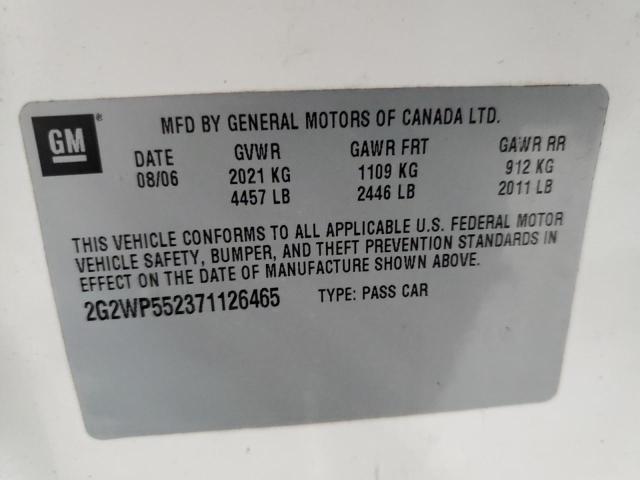 GM®
MFD BY GENERAL MOTORS OF CANADA LTD.
DATE GVWR GAWR FRT GAWR RR
08/06 2021 KG 1109 KG 912 KG
4457 LB 2446 LB 2011 LB
THIS VEHICLE CONFORMS TO ALL APPLICABLE U.S. FEDERAL MOTOR
VEHICLE SAFETY, BUMPER, AND THEFT PREVENTION STANDARDS IN
EFFECT ON THE DATE OF MANUFACTURE SHOWN ABOVE.
2G2WP552371126465 TYPE: PASS CAR